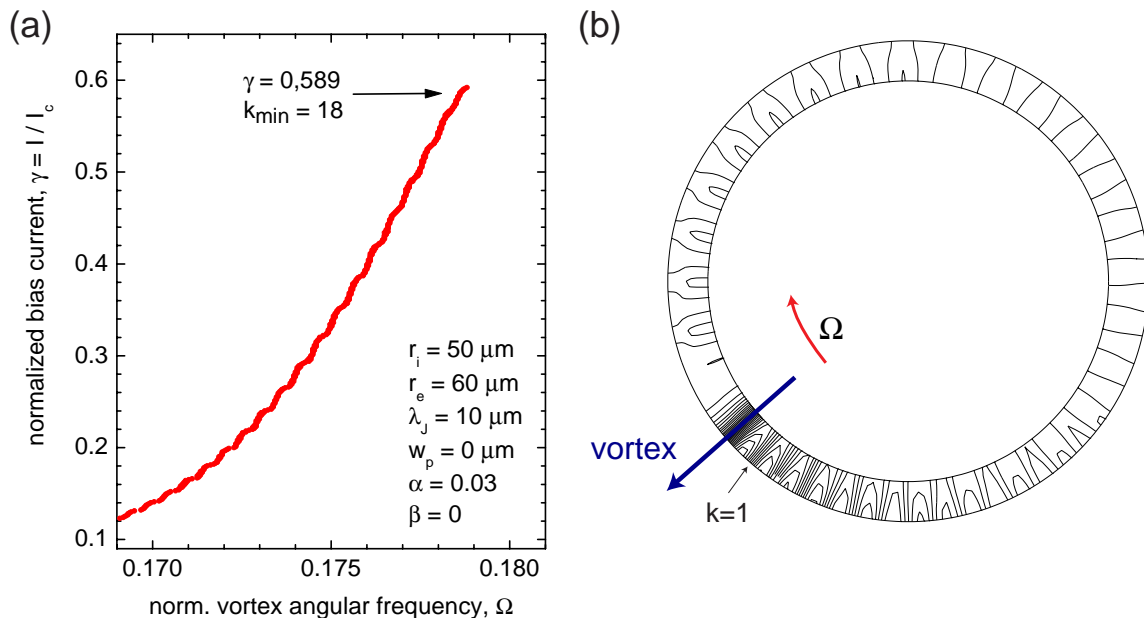 (a)
normalized bias current, γ = I / I_c
0.6
0.5
0.4
0.3
0.2
0.1
γ = 0,589
k_min = 18
r_i = 50 μm
r_e = 60 μm
λ_J = 10 μm
w_p = 0 μm
α = 0.03
β = 0
0.170 0.175 0.180
norm. vortex angular frequency, Ω
(b)
Ω
vortex
k=1